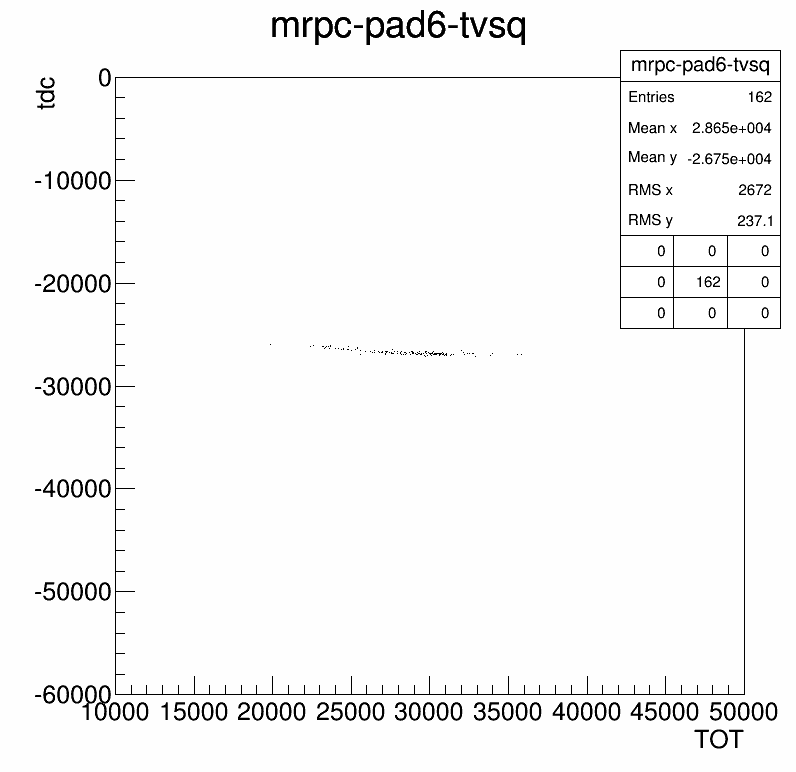 mrpc-pad6-tvsq
mrpc-pad6-tvsq
Entries 162
Mean x 2.865e+004
Mean y -2.675e+004
RMS x 2672
RMS y 237.1
0 0 0
0 162 0
0 0 0
tdc
0
-10000
-20000
-30000
-40000
-50000
-60000
10000 15000 20000 25000 30000 35000 40000 45000 50000
TOT